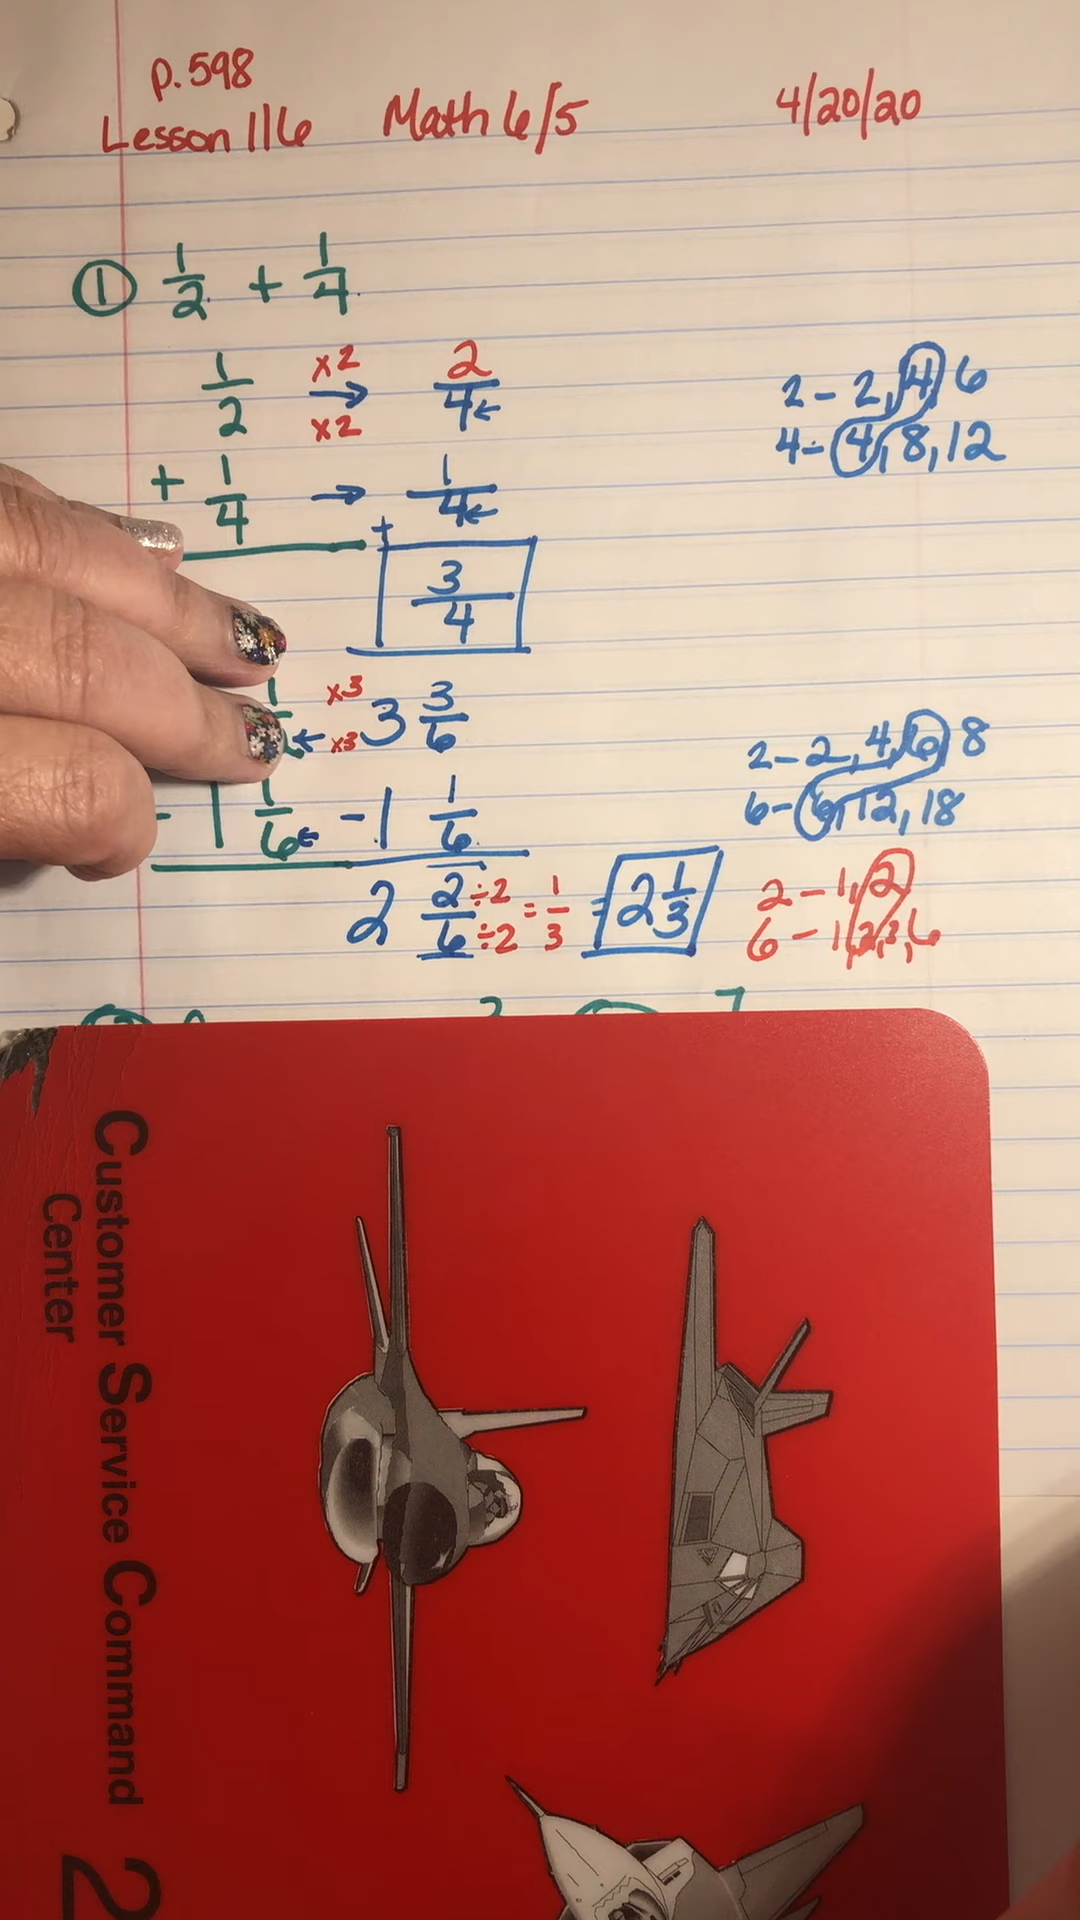 p.598
Lesson 116 Math 6/5 4/20/20
① 1/2 + 1/4
1/2 ×2 ×2 → 2/4 ←
+ 1/4 → 1/4 ←
+
3/4
2 - 2, 4, 6
4 - 4, 8, 12
1 ← ×3 ×3 3 3/6
- 1 1/6 ← - 1 1/6
2 2/6 ÷2 ÷2 = 1/3 = 2 1/3
2 - 2, 4, 6, 8
6 - 6, 12, 18
2 - 1, 2
6 - 1, 2, 3, 6
Customer Service Command
Center
2